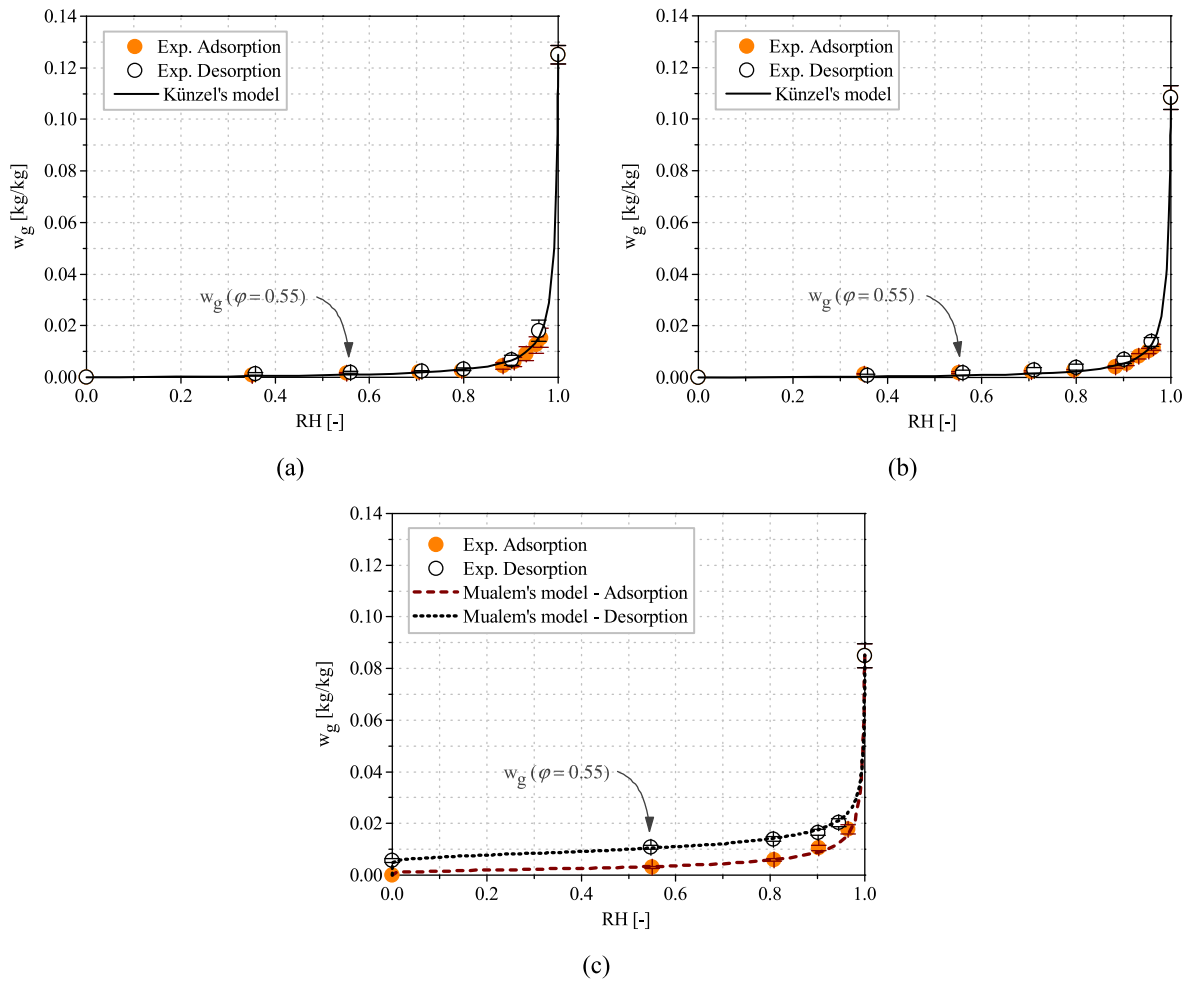 0.14
0.12
0.10
0.08
0.06
0.04
0.02
0.00
w_g [kg/kg]
Exp. Adsorption
Exp. Desorption
Künzel's model
w_g (φ = 0.55)
0.0 0.2 0.4 0.6 0.8 1.0
RH [-]
(a)
0.14
0.12
0.10
0.08
0.06
0.04
0.02
0.00
w_g [kg/kg]
Exp. Adsorption
Exp. Desorption
Künzel's model
w_g (φ = 0.55)
0.0 0.2 0.4 0.6 0.8 1.0
RH [-]
(b)
0.14
0.12
0.10
0.08
0.06
0.04
0.02
0.00
w_g [kg/kg]
Exp. Adsorption
Exp. Desorption
Mualem's model - Adsorption
Mualem's model - Desorption
w_g (φ = 0.55)
0.0 0.2 0.4 0.6 0.8 1.0
RH [-]
(c)